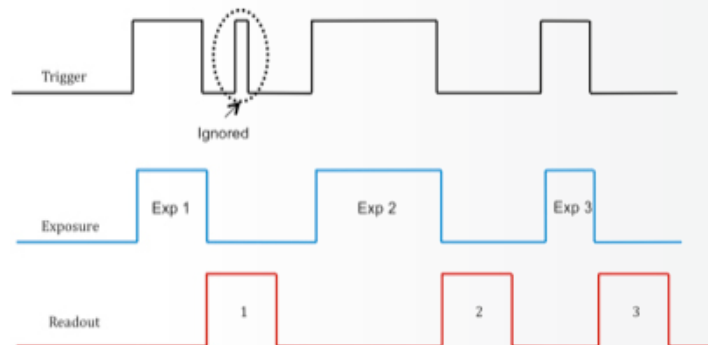 Trigger
Ignored
Exp 1
Exp 2
Exp 3
Exposure
1
2
3
Readout